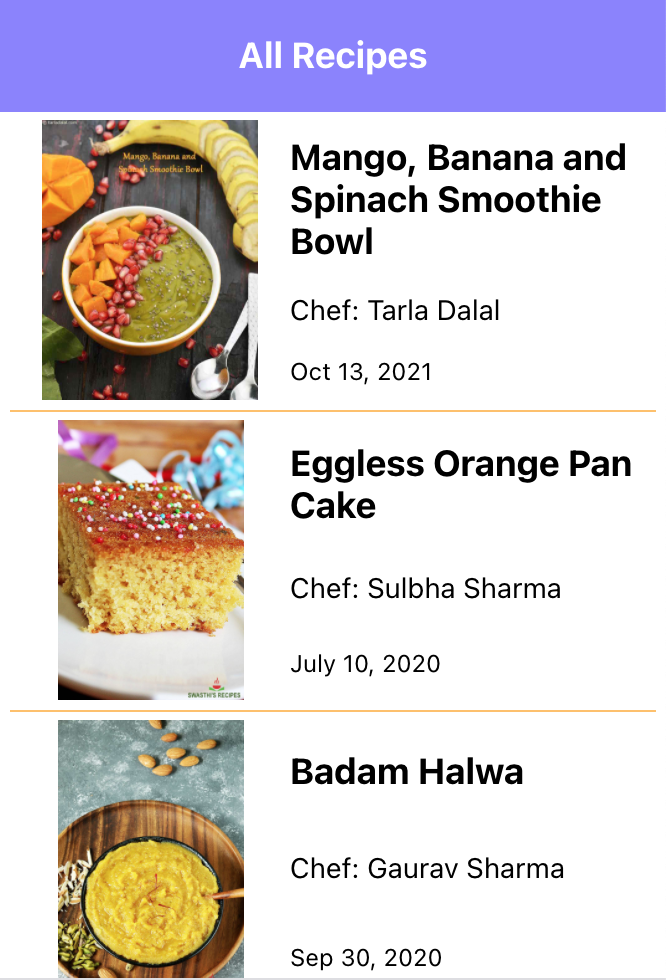 All Recipes
Mango, Banana and
Spinach Smoothie Bowl
Mango, Banana and
Spinach Smoothie
Bowl
Chef: Tarla Dalal
Oct 13, 2021
Eggless Orange Pan
Cake
Chef: Sulbha Sharma
July 10, 2020
SWASTHI'S RECIPES
Badam Halwa
Chef: Gaurav Sharma
Sep 30, 2020